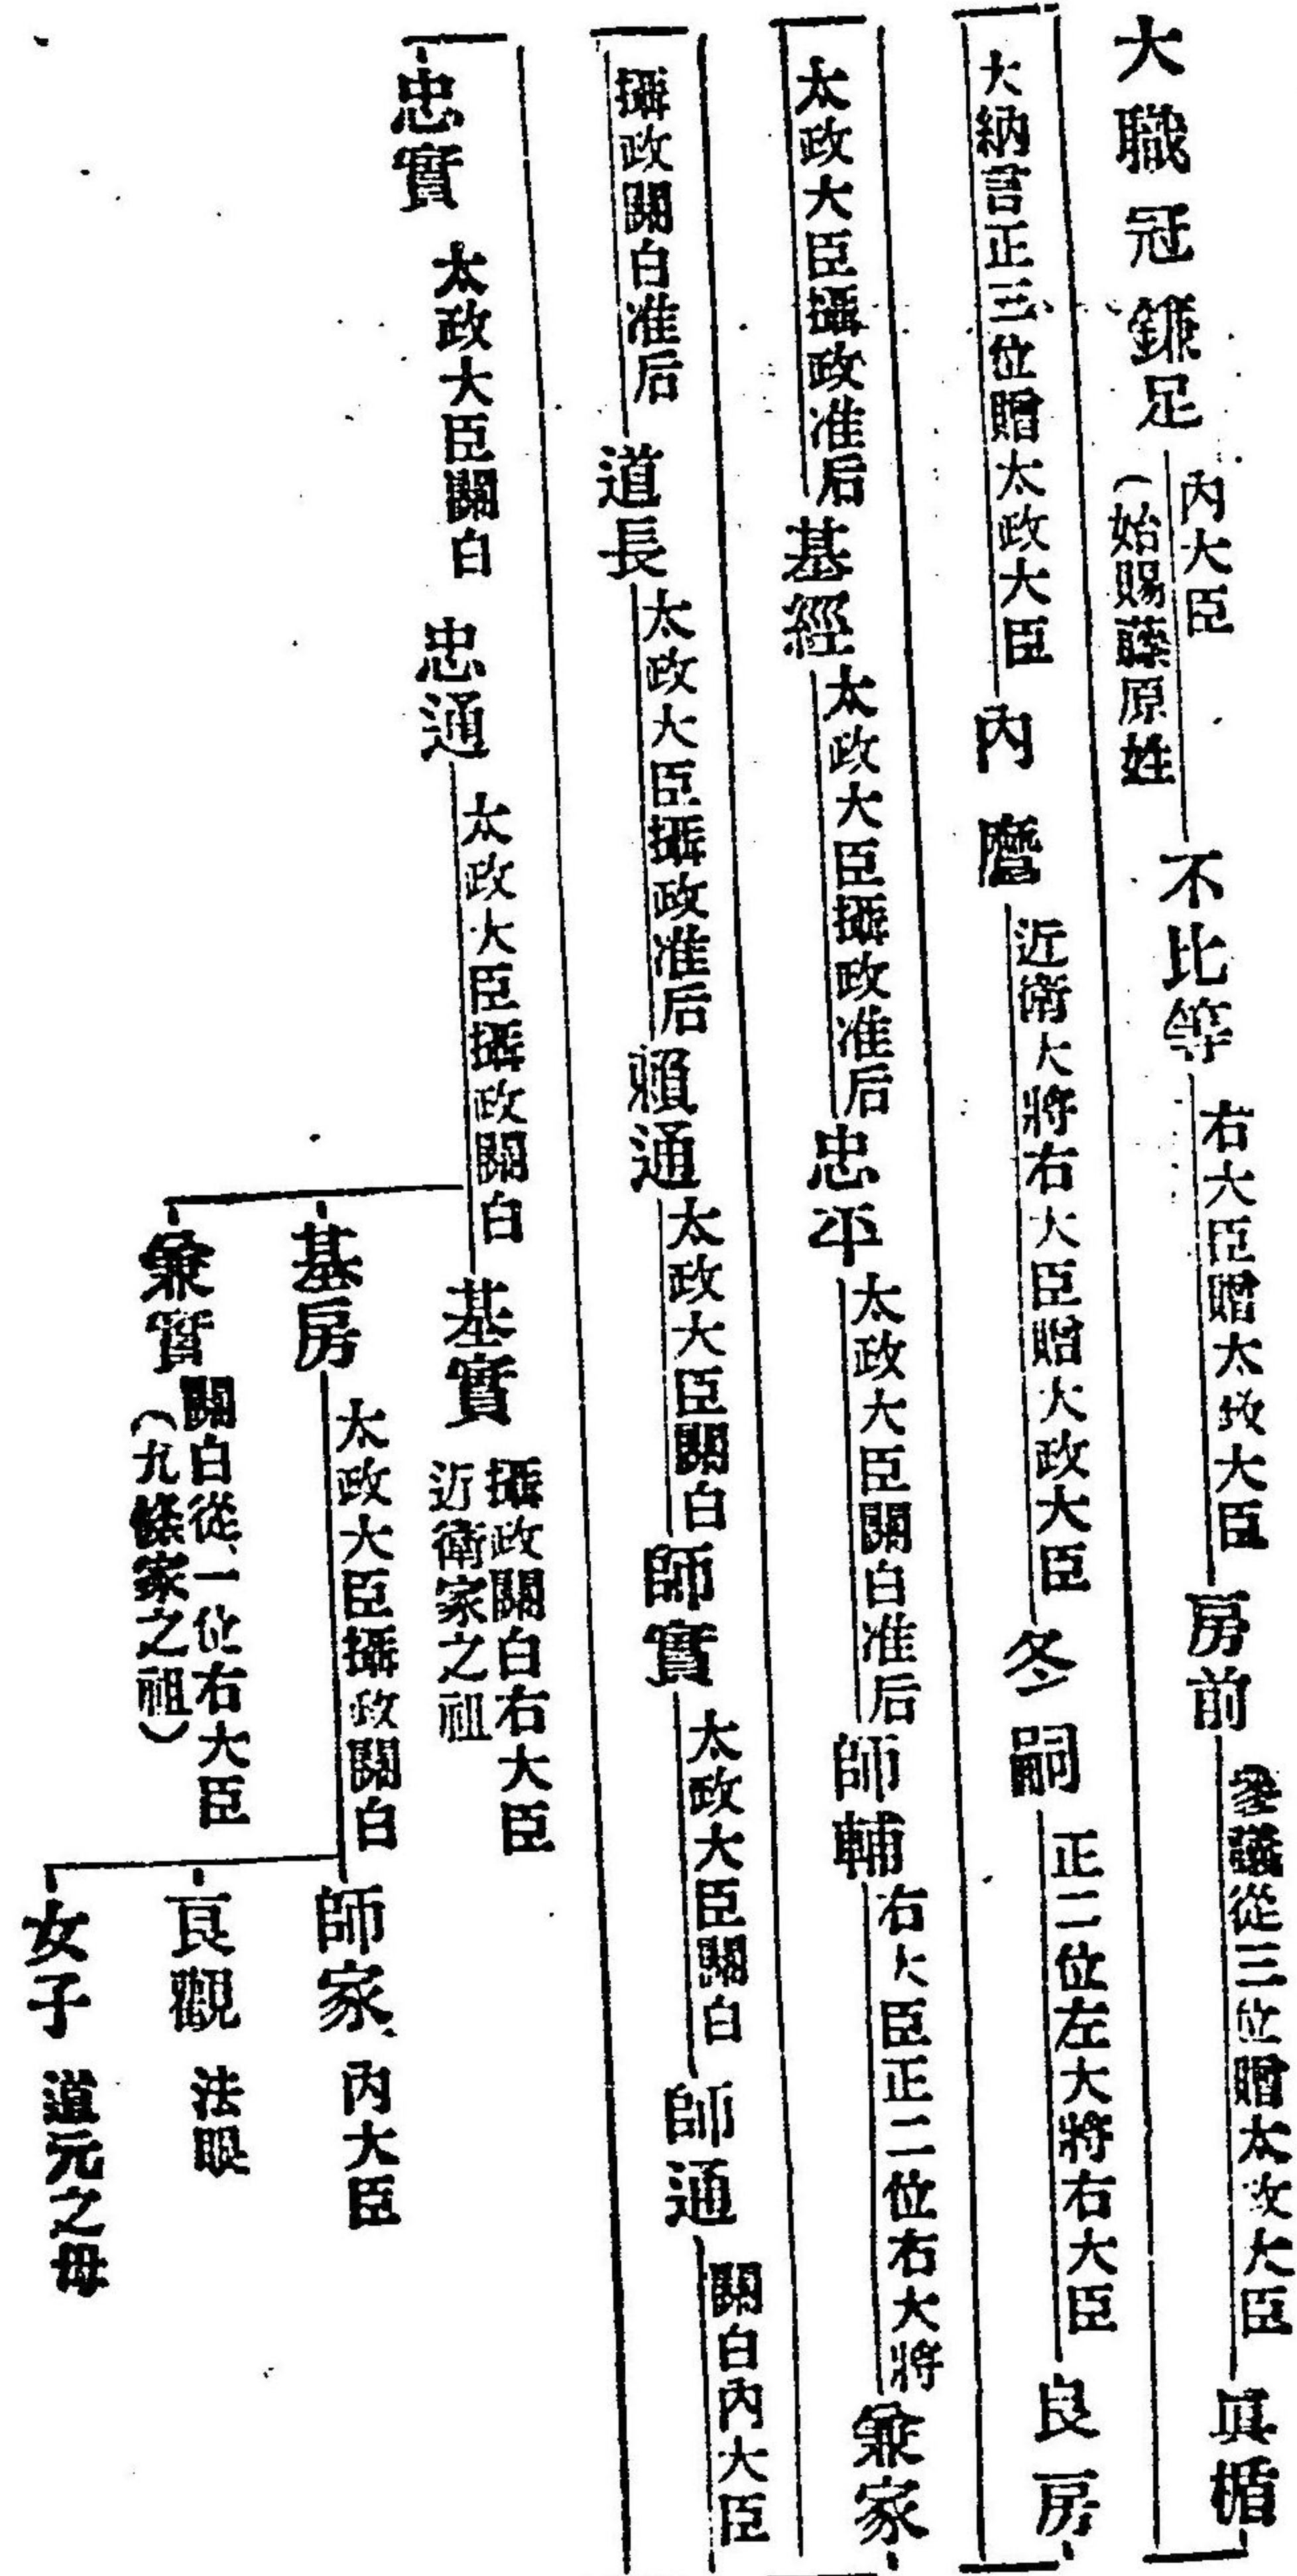 大職冠鎌足
內大臣
(始賜藤原姓
不比等
右大臣贈太政大臣
房前
參議從三位贈太政大臣
眞楯
大納言正三位贈太政大臣
內麿
近衛大將右大臣贈大政大臣
冬嗣
正二位左大將右大臣
良房
太政大臣攝政准后
基經
太政大臣攝政准后
忠平
太政大臣關白准后
師輔
右大臣正二位右大將
兼家
攝政關白准后
道長
太政大臣攝政准后
賴通
太政大臣關白
師實
太政大臣關白
師通
關白內大臣
忠實
太政大臣關白
忠通
太政大臣攝政關白
基實
攝政關白右大臣
近衛家之祖
基房
太政大臣攝政關白
兼實
關白從一位右大臣
(九條家之祖)
師家
內大臣
良觀
法眼
女子
道元之母